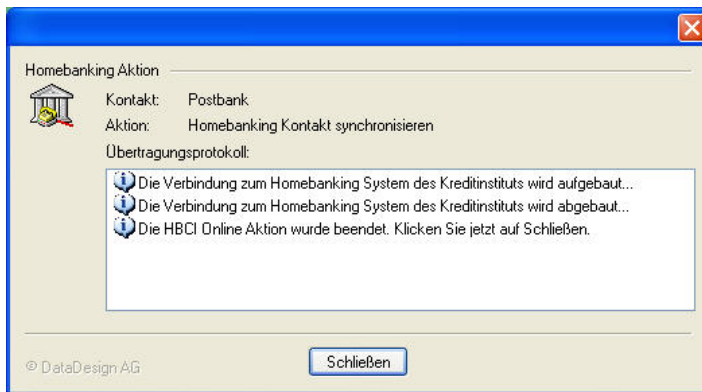 Homebanking Aktion
Kontakt: Postbank
Aktion: Homebanking Kontakt synchronisieren
Übertragungsprotokoll:
Die Verbindung zum Homebanking System des Kreditinstituts wird aufgebaut...
Die Verbindung zum Homebanking System des Kreditinstituts wird abgebaut...
Die HBCI Online Aktion wurde beendet. Klicken Sie jetzt auf Schließen.
© DataDesign AG
Schließen